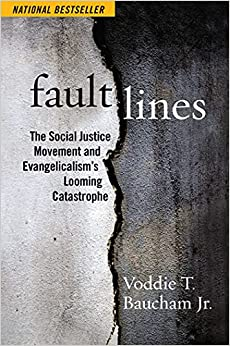 NATIONAL BESTSELLER
fault lines
The Social Justice
Movement and
Evangelicalism's
Looming
Catastrophe
Voddie T.
Baucham Jr.